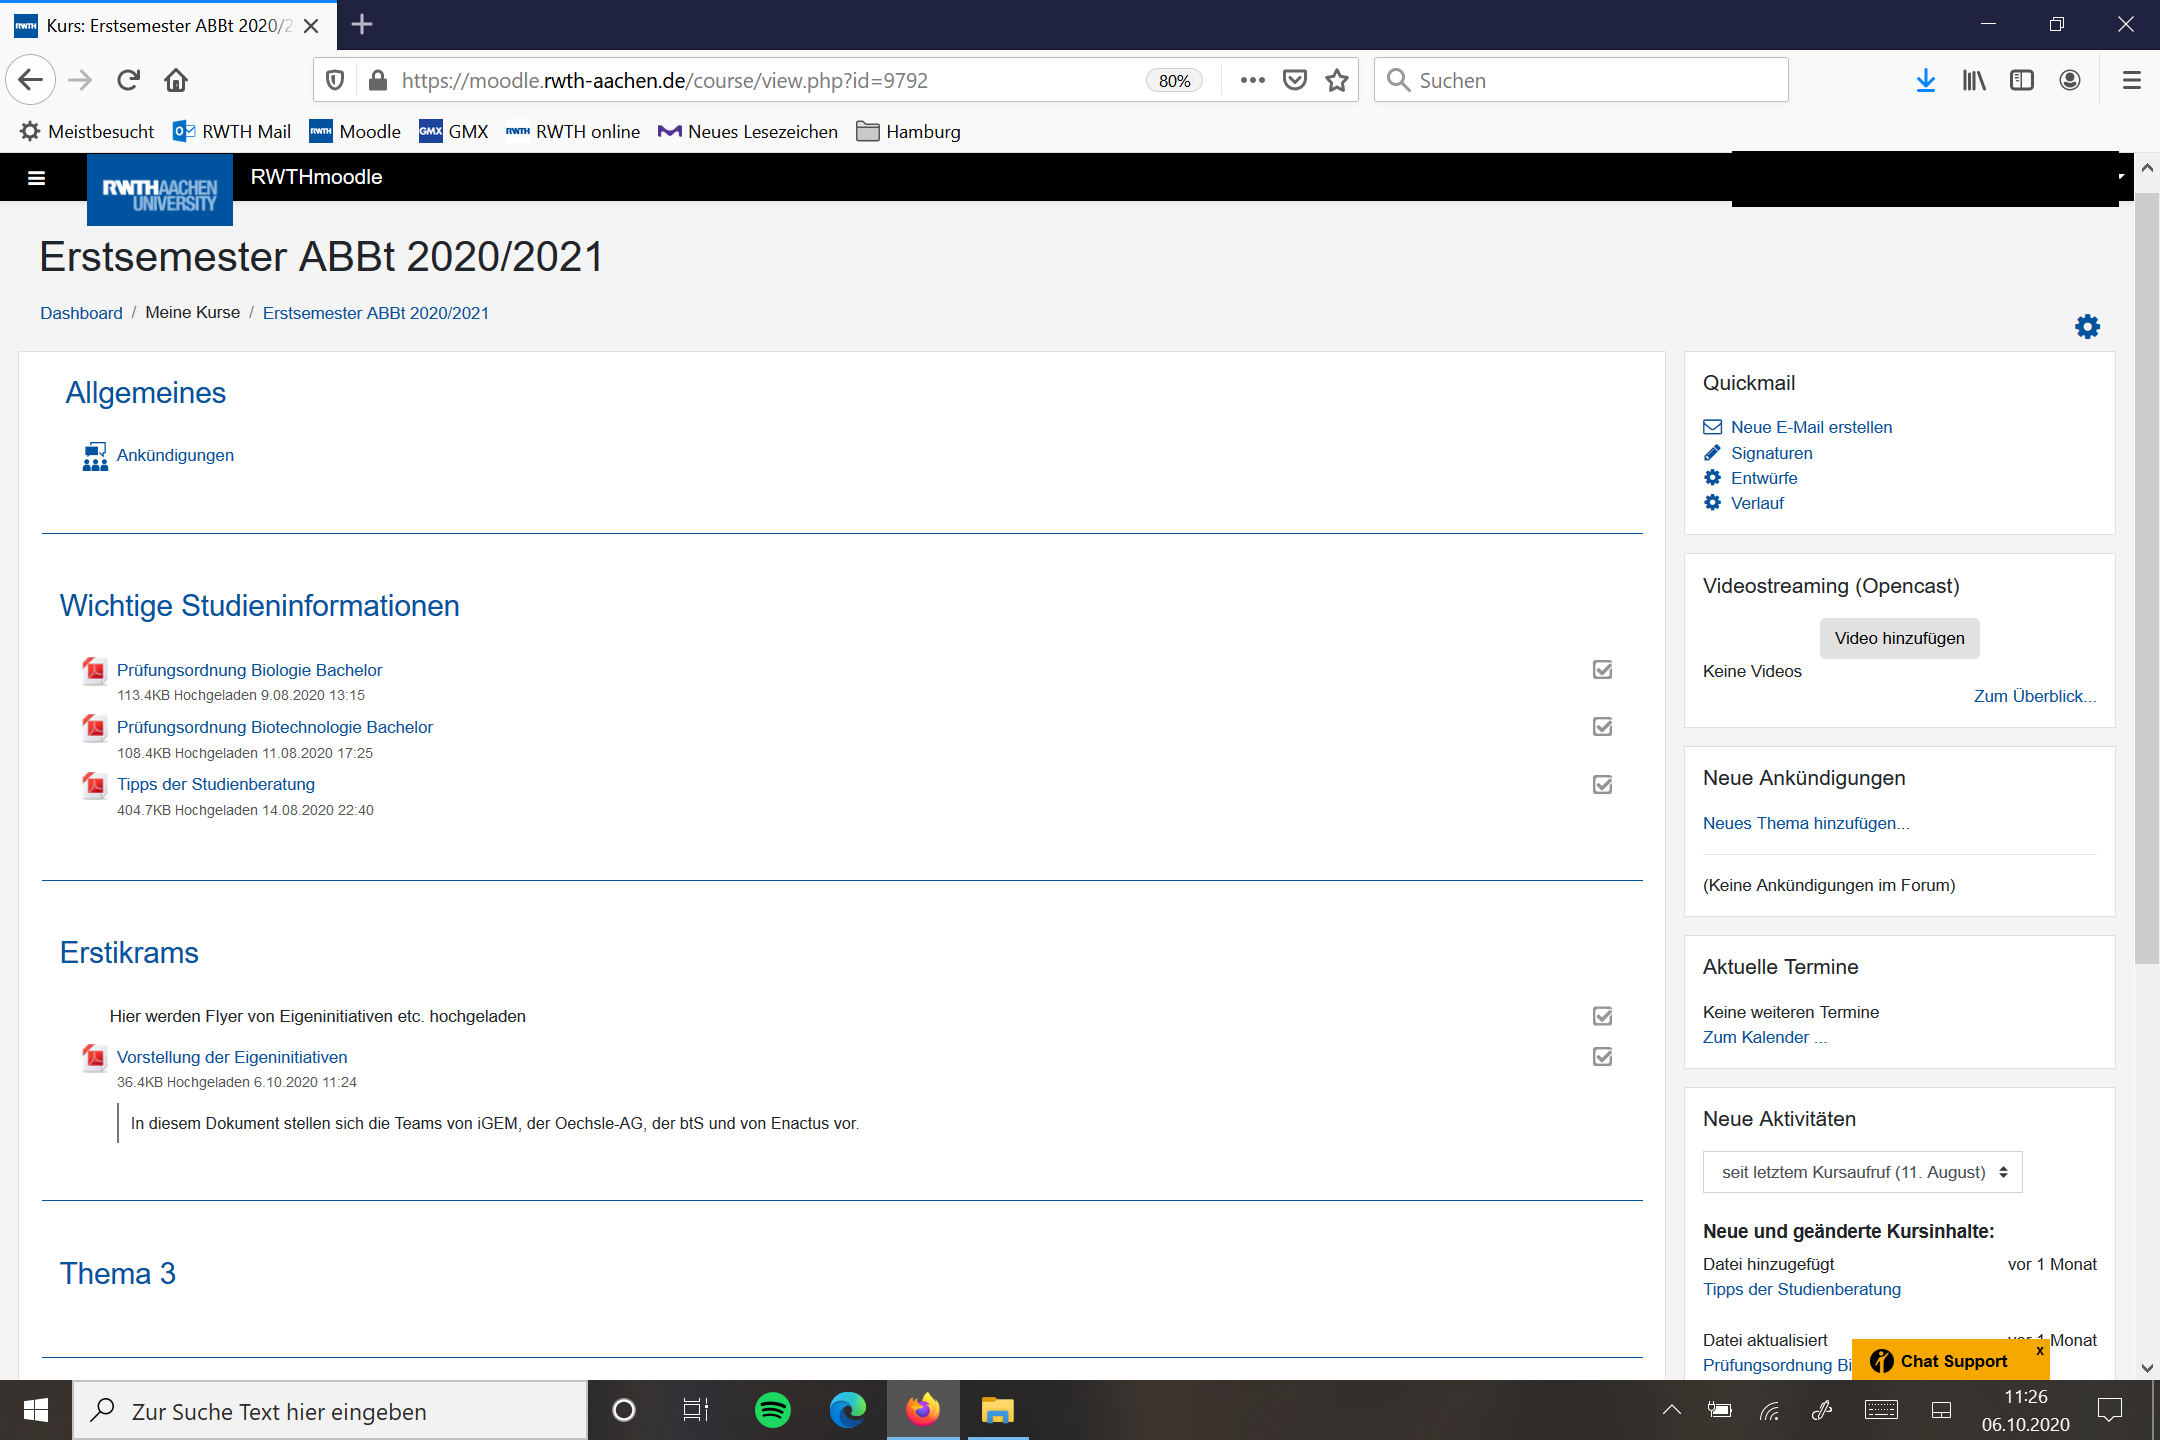 Kurs: Erstsemester ABBt 2020/2
https://moodle.rwth-aachen.de/course/view.php?id=9792
80%
Suchen
Meistbesucht
RWTH Mail
Moodle
GMX
RWTH online
Neues Lesezeichen
Hamburg
RWTHAACHEN
UNIVERSITY
RWTHmoodle
Erstsemester ABBt 2020/2021
Dashboard / Meine Kurse / Erstsemester ABBt 2020/2021
Allgemeines
Ankündigungen
Wichtige Studieninformationen
Prüfungsordnung Biologie Bachelor
113.4KB Hochgeladen 9.08.2020 13:15
Prüfungsordnung Biotechnologie Bachelor
108.4KB Hochgeladen 11.08.2020 17:25
Tipps der Studienberatung
404.7KB Hochgeladen 14.08.2020 22:40
Erstikrams
Hier werden Flyer von Eigeninitiativen etc. hochgeladen
Vorstellung der Eigeninitiativen
36.4KB Hochgeladen 6.10.2020 11:24
In diesem Dokument stellen sich die Teams von iGEM, der Oechsle-AG, der btS und von Enactus vor.
Thema 3
Quickmail
Neue E-Mail erstellen
Signaturen
Entwürfe
Verlauf
Videostreaming (Opencast)
Video hinzufügen
Keine Videos
Zum Überblick...
Neue Ankündigungen
Neues Thema hinzufügen...
(Keine Ankündigungen im Forum)
Aktuelle Termine
Keine weiteren Termine
Zum Kalender ...
Neue Aktivitäten
seit letztem Kursaufruf (11. August)
Neue und geänderte Kursinhalte:
Datei hinzugefügt vor 1 Monat
Tipps der Studienberatung
Datei aktualisiert vor 1 Monat
Prüfungsordnung Bi
Chat Support x
Zur Suche Text hier eingeben
11:26
06.10.2020